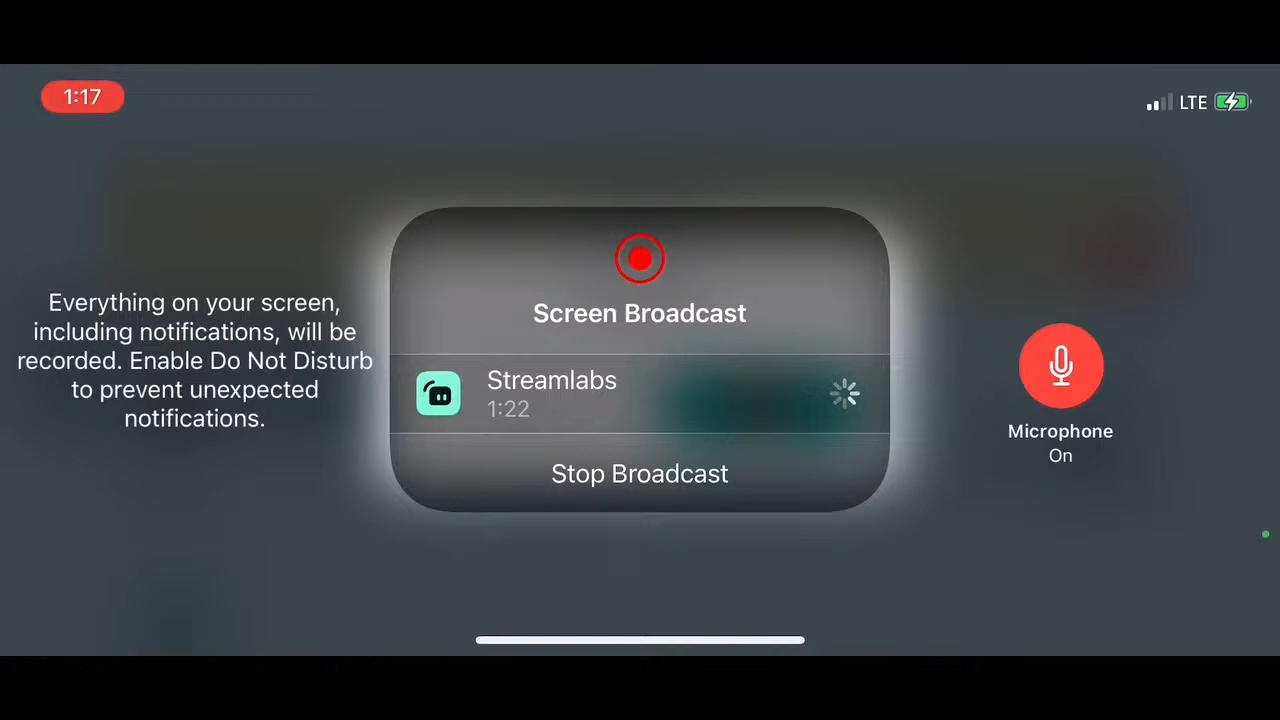 1:17
LTE
Everything on your screen,
including notifications, will be
recorded. Enable Do Not Disturb
to prevent unexpected
notifications.
Screen Broadcast
Streamlabs
1:22
Stop Broadcast
Microphone
On